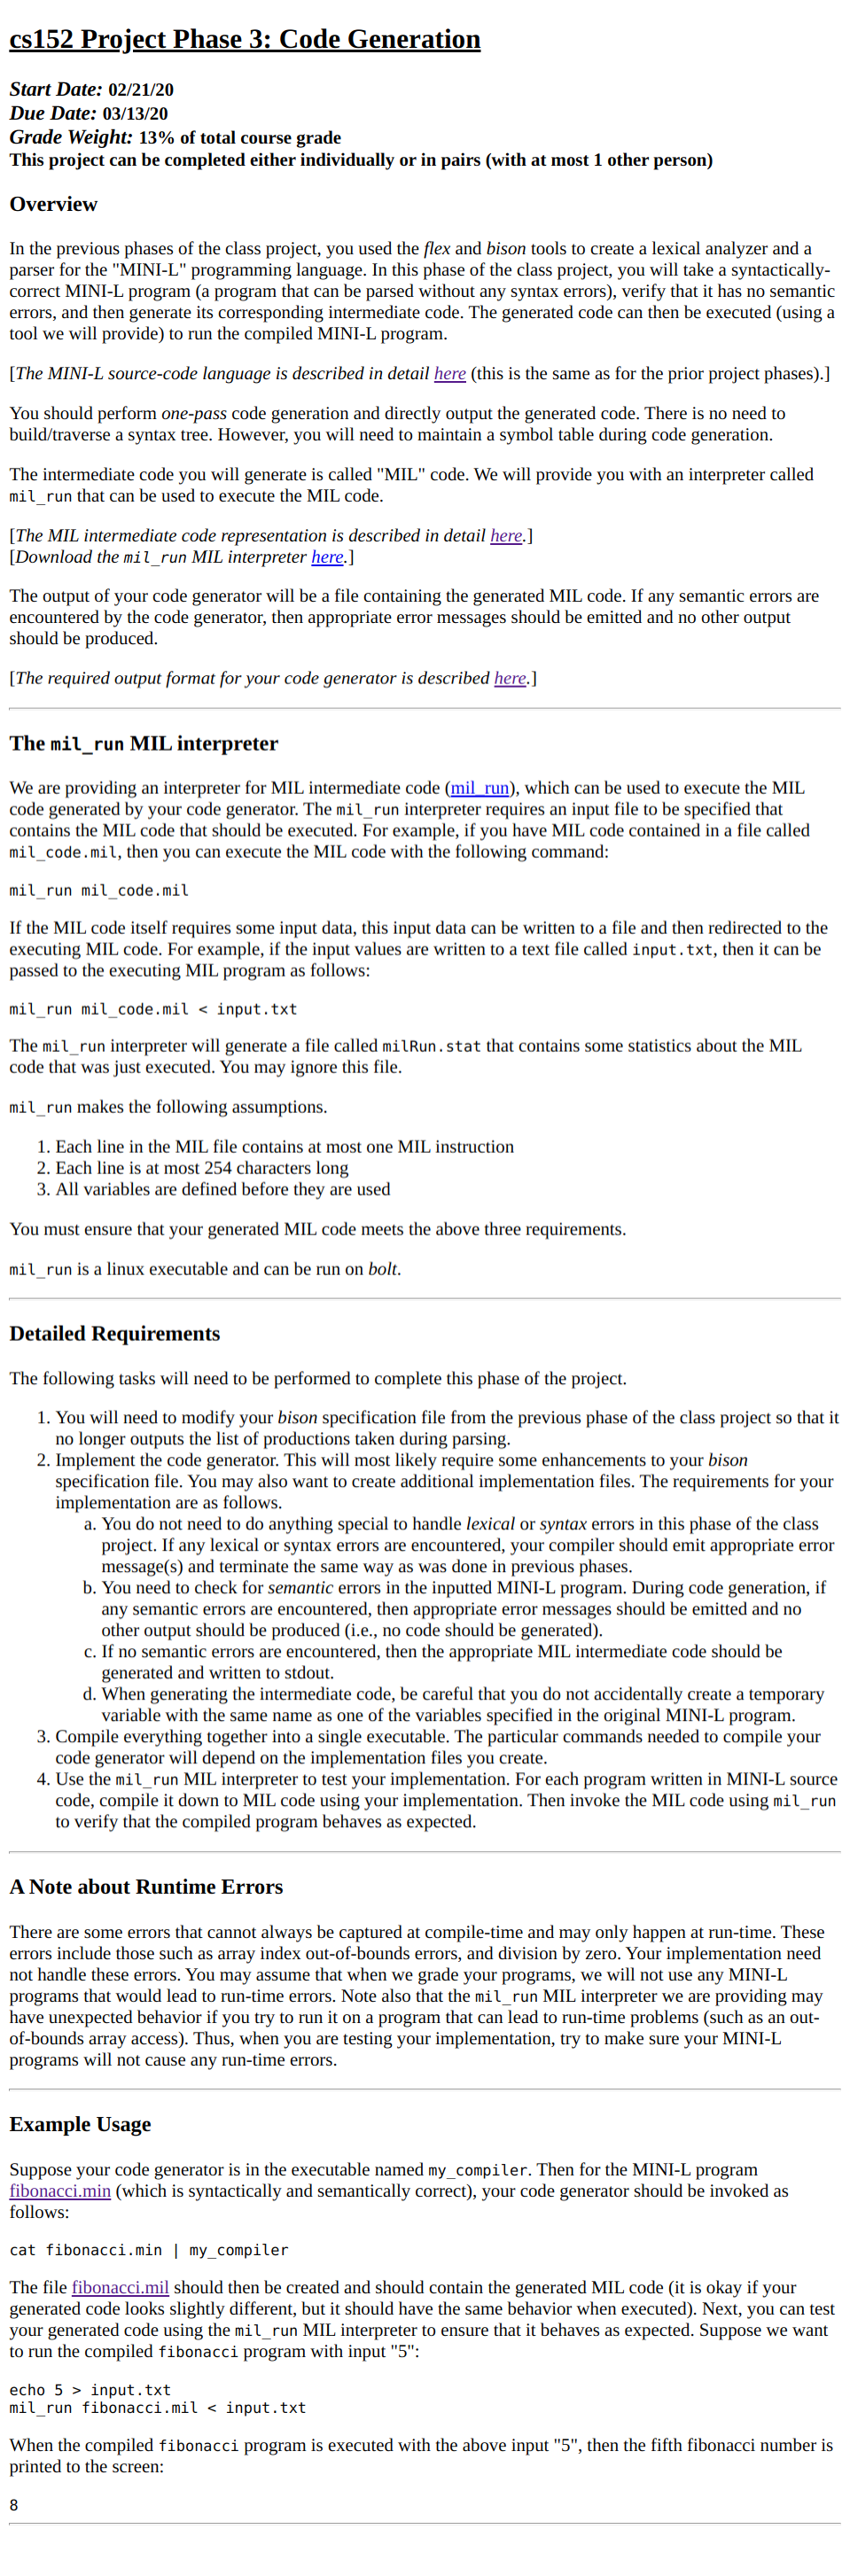 cs152 Project Phase 3: Code Generation
Start Date: 02/21/20
Due Date: 03/13/20
Grade Weight: 13% of total course grade
This project can be completed either individually or in pairs (with at most 1 other person)
Overview
In the previous phases of the class project, you used the flex and bison tools to create a lexical analyzer and a
parser for the "MINI-L" programming language. In this phase of the class project, you will take a syntactically-
correct MINI-L program (a program that can be parsed without any syntax errors), verify that it has no semantic
errors, and then generate its corresponding intermediate code. The generated code can then be executed (using a
tool we will provide) to run the compiled MINI-L program.
[The MINI-L source-code language is described in detail here (this is the same as for the prior project phases).]
You should perform one-pass code generation and directly output the generated code. There is no need to
build/traverse a syntax tree. However, you will need to maintain a symbol table during code generation.
The intermediate code you will generate is called "MIL" code. We will provide you with an interpreter called
mil_run that can be used to execute the MIL code.
[The MIL intermediate code representation is described in detail here.]
[Download the mil_run MIL interpreter here.]
The output of your code generator will be a file containing the generated MIL code. If any semantic errors are
encountered by the code generator, then appropriate error messages should be emitted and no other output
should be produced.
[The required output format for your code generator is described here.]
The mil_run MIL interpreter
We are providing an interpreter for MIL intermediate code (mil_run), which can be used to execute the MIL
code generated by your code generator. The mil_run interpreter requires an input file to be specified that
contains the MIL code that should be executed. For example, if you have MIL code contained in a file called
mil_code.mil, then you can execute the MIL code with the following command:
mil_run mil_code.mil
If the MIL code itself requires some input data, this input data can be written to a file and then redirected to the
executing MIL code. For example, if the input values are written to a text file called input.txt, then it can be
passed to the executing MIL program as follows:
mil_run mil_code.mil < input.txt
The mil_run interpreter will generate a file called milRun.stat that contains some statistics about the MIL
code that was just executed. You may ignore this file.
mil_run makes the following assumptions.
1. Each line in the MIL file contains at most one MIL instruction
2. Each line is at most 254 characters long
3. All variables are defined before they are used
You must ensure that your generated MIL code meets the above three requirements.
mil_run is a linux executable and can be run on bolt.
Detailed Requirements
The following tasks will need to be performed to complete this phase of the project.
1. You will need to modify your bison specification file from the previous phase of the class project so that it
no longer outputs the list of productions taken during parsing.
2. Implement the code generator. This will most likely require some enhancements to your bison
specification file. You may also want to create additional implementation files. The requirements for your
implementation are as follows.
a. You do not need to do anything special to handle lexical or syntax errors in this phase of the class
project. If any lexical or syntax errors are encountered, your compiler should emit appropriate error
message(s) and terminate the same way as was done in previous phases.
b. You need to check for semantic errors in the inputted MINI-L program. During code generation, if
any semantic errors are encountered, then appropriate error messages should be emitted and no
other output should be produced (i.e., no code should be generated).
c. If no semantic errors are encountered, then the appropriate MIL intermediate code should be
generated and written to stdout.
d. When generating the intermediate code, be careful that you do not accidentally create a temporary
variable with the same name as one of the variables specified in the original MINI-L program.
3. Compile everything together into a single executable. The particular commands needed to compile your
code generator will depend on the implementation files you create.
4. Use the mil_run MIL interpreter to test your implementation. For each program written in MINI-L source
code, compile it down to MIL code using your implementation. Then invoke the MIL code using mil_run
to verify that the compiled program behaves as expected.
A Note about Runtime Errors
There are some errors that cannot always be captured at compile-time and may only happen at run-time. These
errors include those such as array index out-of-bounds errors, and division by zero. Your implementation need
not handle these errors. You may assume that when we grade your programs, we will not use any MINI-L
programs that would lead to run-time errors. Note also that the mil_run MIL interpreter we are providing may
have unexpected behavior if you try to run it on a program that can lead to run-time problems (such as an out-
of-bounds array access). Thus, when you are testing your implementation, try to make sure your MINI-L
programs will not cause any run-time errors.
Example Usage
Suppose your code generator is in the executable named my_compiler. Then for the MINI-L program
fibonacci.min (which is syntactically and semantically correct), your code generator should be invoked as
follows:
cat fibonacci.min | my_compiler
The file fibonacci.mil should then be created and should contain the generated MIL code (it is okay if your
generated code looks slightly different, but it should have the same behavior when executed). Next, you can test
your generated code using the mil_run MIL interpreter to ensure that it behaves as expected. Suppose we want
to run the compiled fibonacci program with input "5":
echo 5 > input.txt
mil_run fibonacci.mil < input.txt
When the compiled fibonacci program is executed with the above input "5", then the fifth fibonacci number is
printed to the screen:
8